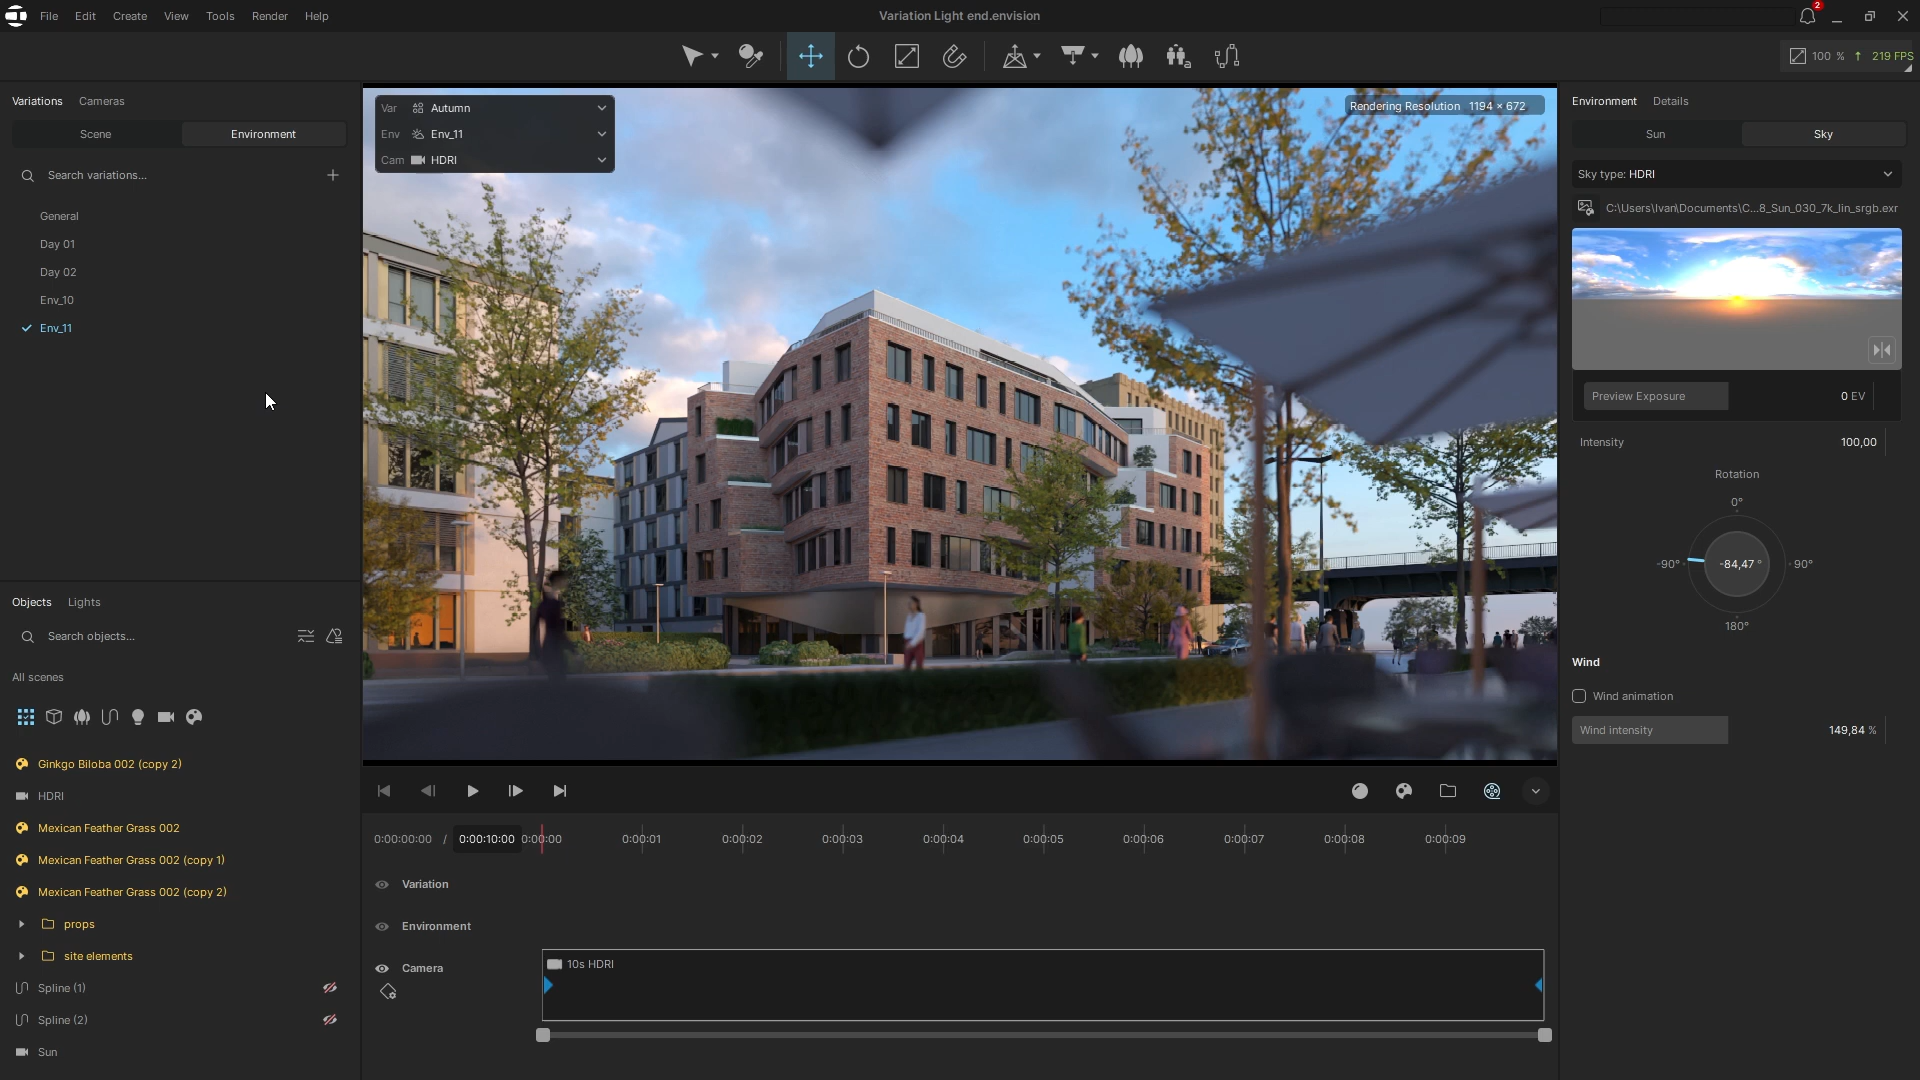 File Edit Create View Tools Render Help
Variation Light end.envision
2
100 % ↑ 219 FPS
Variations Cameras
Scene Environment
Search variations...
General
Day 01
Day 02
Env_10
Env_11
Objects Lights
Search objects...
All scenes
Ginkgo Biloba 002 (copy 2)
HDRI
Mexican Feather Grass 002
Mexican Feather Grass 002 (copy 1)
Mexican Feather Grass 002 (copy 2)
props
site elements
Spline (1)
Spline (2)
Sun
Var Autumn
Env Env_11
Cam HDRI
Rendering Resolution 1194 × 672
0:00:00:00 / 0:00:10:00 0:00:00 0:00:01 0:00:02 0:00:03 0:00:04 0:00:05 0:00:06 0:00:07 0:00:08 0:00:09
Variation
Environment
Camera
10s HDRI
Environment Details
Sun Sky
Sky type: HDRI
C:\Users\Ivan\Documents\C...8_Sun_030_7k_lin_srgb.exr
Preview Exposure 0 EV
Intensity 100,00
Rotation
0°
-90° -84,47 ° 90°
180°
Wind
Wind animation
Wind intensity 149,84 %